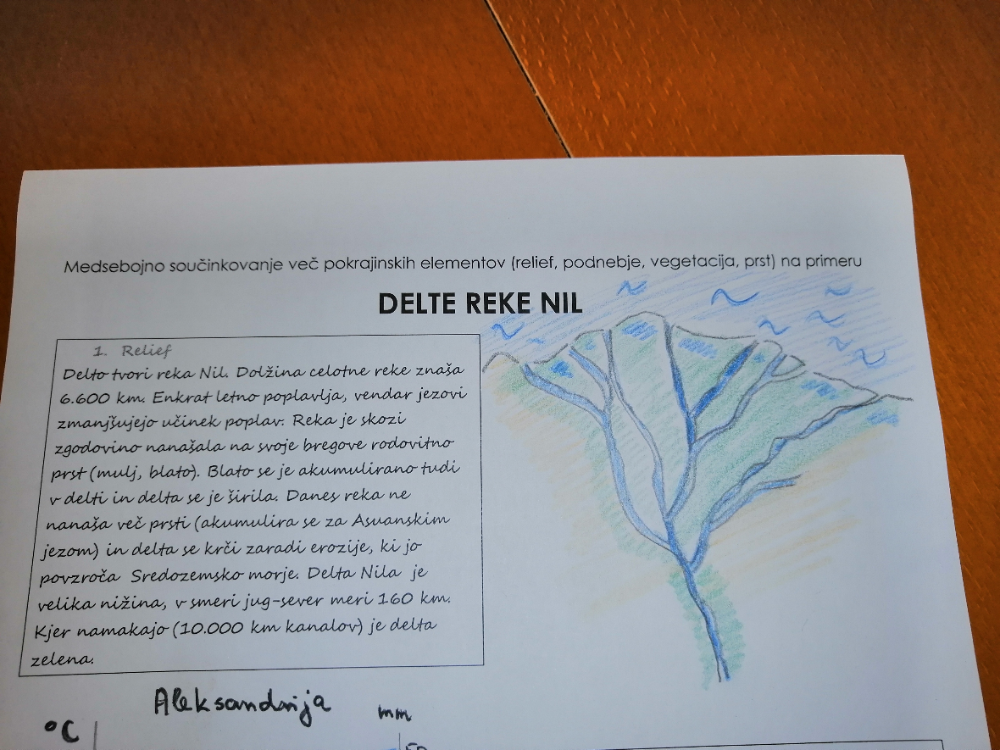 Medsebojno součinkovanje več pokrajinskih elementov (relief, podnebje, vegetacija, prst) na primeru
DELTE REKE NIL
1. Relief
Delto tvori reka Nil. Dolžina celotne reke znaša
6.600 km. Enkrat letno poplavlja, vendar jezovi
zmanjšujejo učinek poplav. Reka je skozi
zgodovino nanašala na svoje bregove rodovitno
prst (mulj, blato). Blato se je akumulirano tudi
v delti in delta se je širila. Danes reka ne
nanaša več prsti (akumulira se za Asuanskim
jezom) in delta se krči zaradi erozije, ki jo
povzroča Sredozemsko morje. Delta Nila je
velika nižina, v smeri jug-sever meri 160 km.
Kjer namakajo (10.000 km kanalov) je delta
zelena.
Aleksandrija
°C
mm